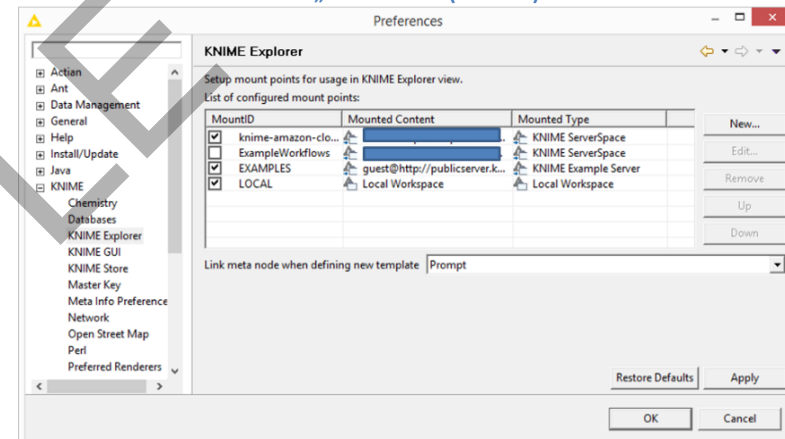 Preferences
KNIME Explorer
Actian
Ant
Data Management
General
Help
Install/Update
Java
KNIME
Chemistry
Databases
KNIME Explorer
KNIME GUI
KNIME Store
Master Key
Meta Info Preference
Network
Open Street Map
Perl
Preferred Renderers
Setup mount points for usage in KNIME Explorer view.
List of configured mount points:
MountID Mounted Content Mounted Type
knime-amazon-clo... KNIME ServerSpace
ExampleWorkflows KNIME ServerSpace
EXAMPLES guest@http://publicserver.k... KNIME Example Server
LOCAL Local Workspace Local Workspace
New...
Edit...
Remove
Up
Down
Link meta node when defining new template Prompt
Restore Defaults Apply
OK Cancel